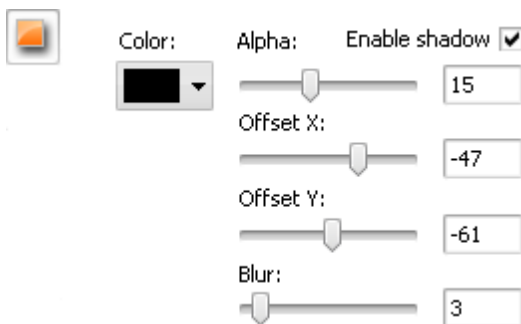 Color:
Alpha:
Enable shadow
15
Offset X:
-47
Offset Y:
-61
Blur:
3